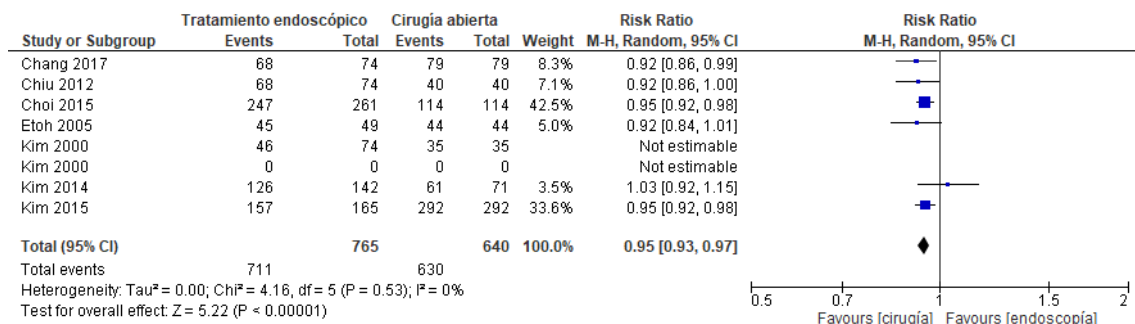 Tratamiento endoscópico Cirugía abierta Risk Ratio Risk Ratio
Study or Subgroup Events Total Events Total Weight M-H, Random, 95% CI M-H, Random, 95% CI
Chang 2017 68 74 79 79 8.3% 0.92 [0.86, 0.99]
Chiu 2012 68 74 40 40 7.1% 0.92 [0.86, 1.00]
Choi 2015 247 261 114 114 42.5% 0.95 [0.92, 0.98]
Etoh 2005 45 49 44 44 5.0% 0.92 [0.84, 1.01]
Kim 2000 46 74 35 35 Not estimable
Kim 2000 0 0 0 0 Not estimable
Kim 2014 126 142 61 71 3.5% 1.03 [0.92, 1.15]
Kim 2015 157 165 292 292 33.6% 0.95 [0.92, 0.98]
Total (95% CI) 765 640 100.0% 0.95 [0.93, 0.97]
Total events 711 630
Heterogeneity: Tau² = 0.00; Chi² = 4.16, df = 5 (P = 0.53); I² = 0%
Test for overall effect: Z = 5.22 (P < 0.00001)
0.5 0.7 1 1.5 2
Favours [cirugía] Favours [endoscopía]